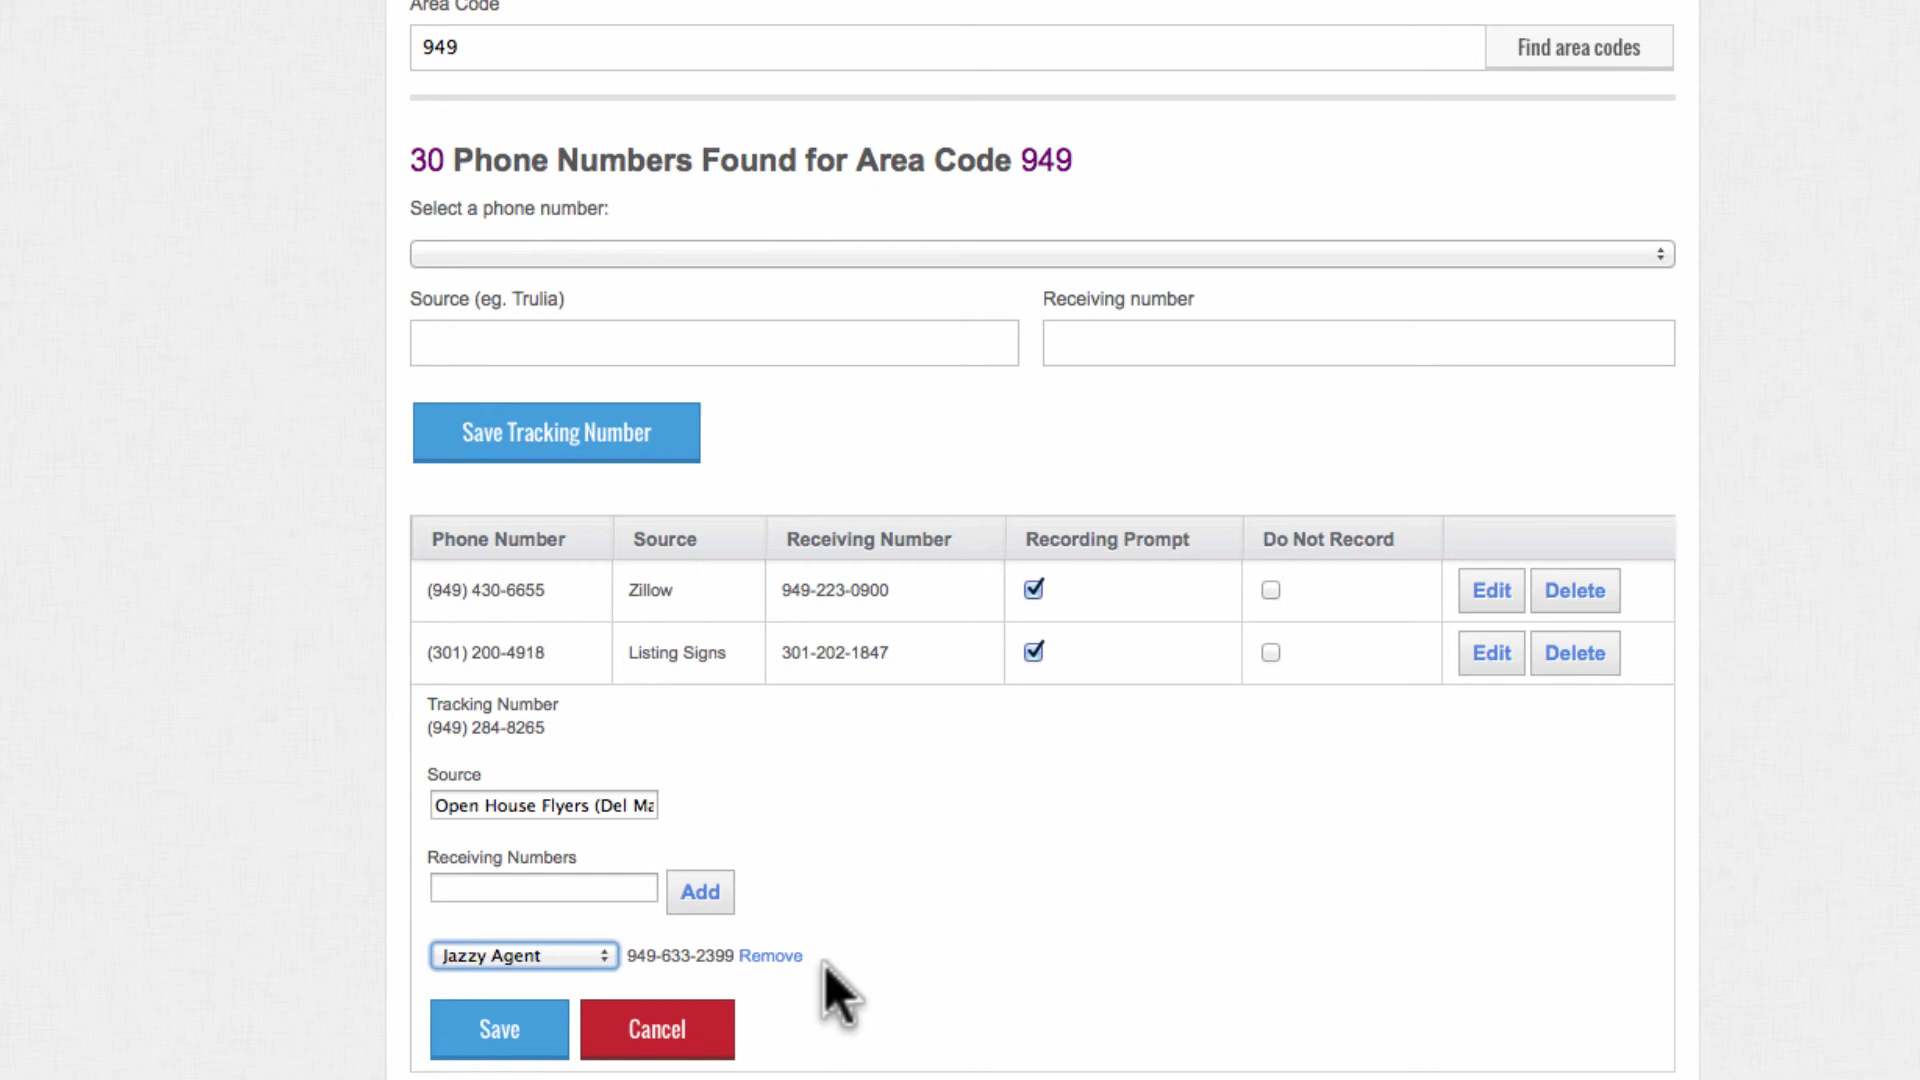 Area Code
949
Find area codes
30 Phone Numbers Found for Area Code 949
Select a phone number:
Source (eg. Trulia)
Receiving number
Save Tracking Number
Phone Number Source Receiving Number Recording Prompt Do Not Record
(949) 430-6655 Zillow 949-223-0900 Edit Delete
(301) 200-4918 Listing Signs 301-202-1847 Edit Delete
Tracking Number
(949) 284-8265
Source
Open House Flyers (Del Ma
Receiving Numbers
Add
Jazzy Agent 949-633-2399 Remove
Save Cancel